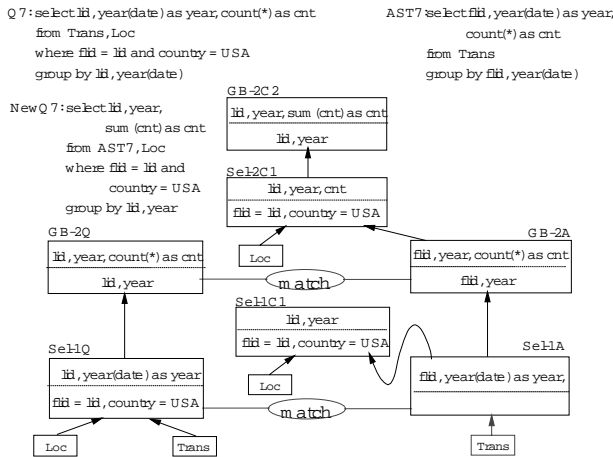 Q7: select lid, year(date) as year, count(*) as cnt
from Trans, Loc
where flid = lid and country = USA
group by lid, year(date)
AST7: select flid, year(date) as year,
count(*) as cnt
from Trans
group by flid, year(date)
NewQ7: select lid, year,
sum (cnt) as cnt
from AST7, Loc
where flid = lid and
country = USA
group by lid, year
GB-2C2
lid, year, sum (cnt) as cnt
lid, year
Sel-2C1
lid, year, cnt
flid = lid, country = USA
Loc
GB-2Q
lid, year, count(*) as cnt
lid, year
match
GB-2A
flid, year, count(*) as cnt
flid, year
Sel-1C1
lid, year
flid = lid, country = USA
Loc
Sel-1Q
lid, year(date) as year
flid = lid, country = USA
Loc
Trans
match
Sel-1A
flid, year(date) as year,
Trans